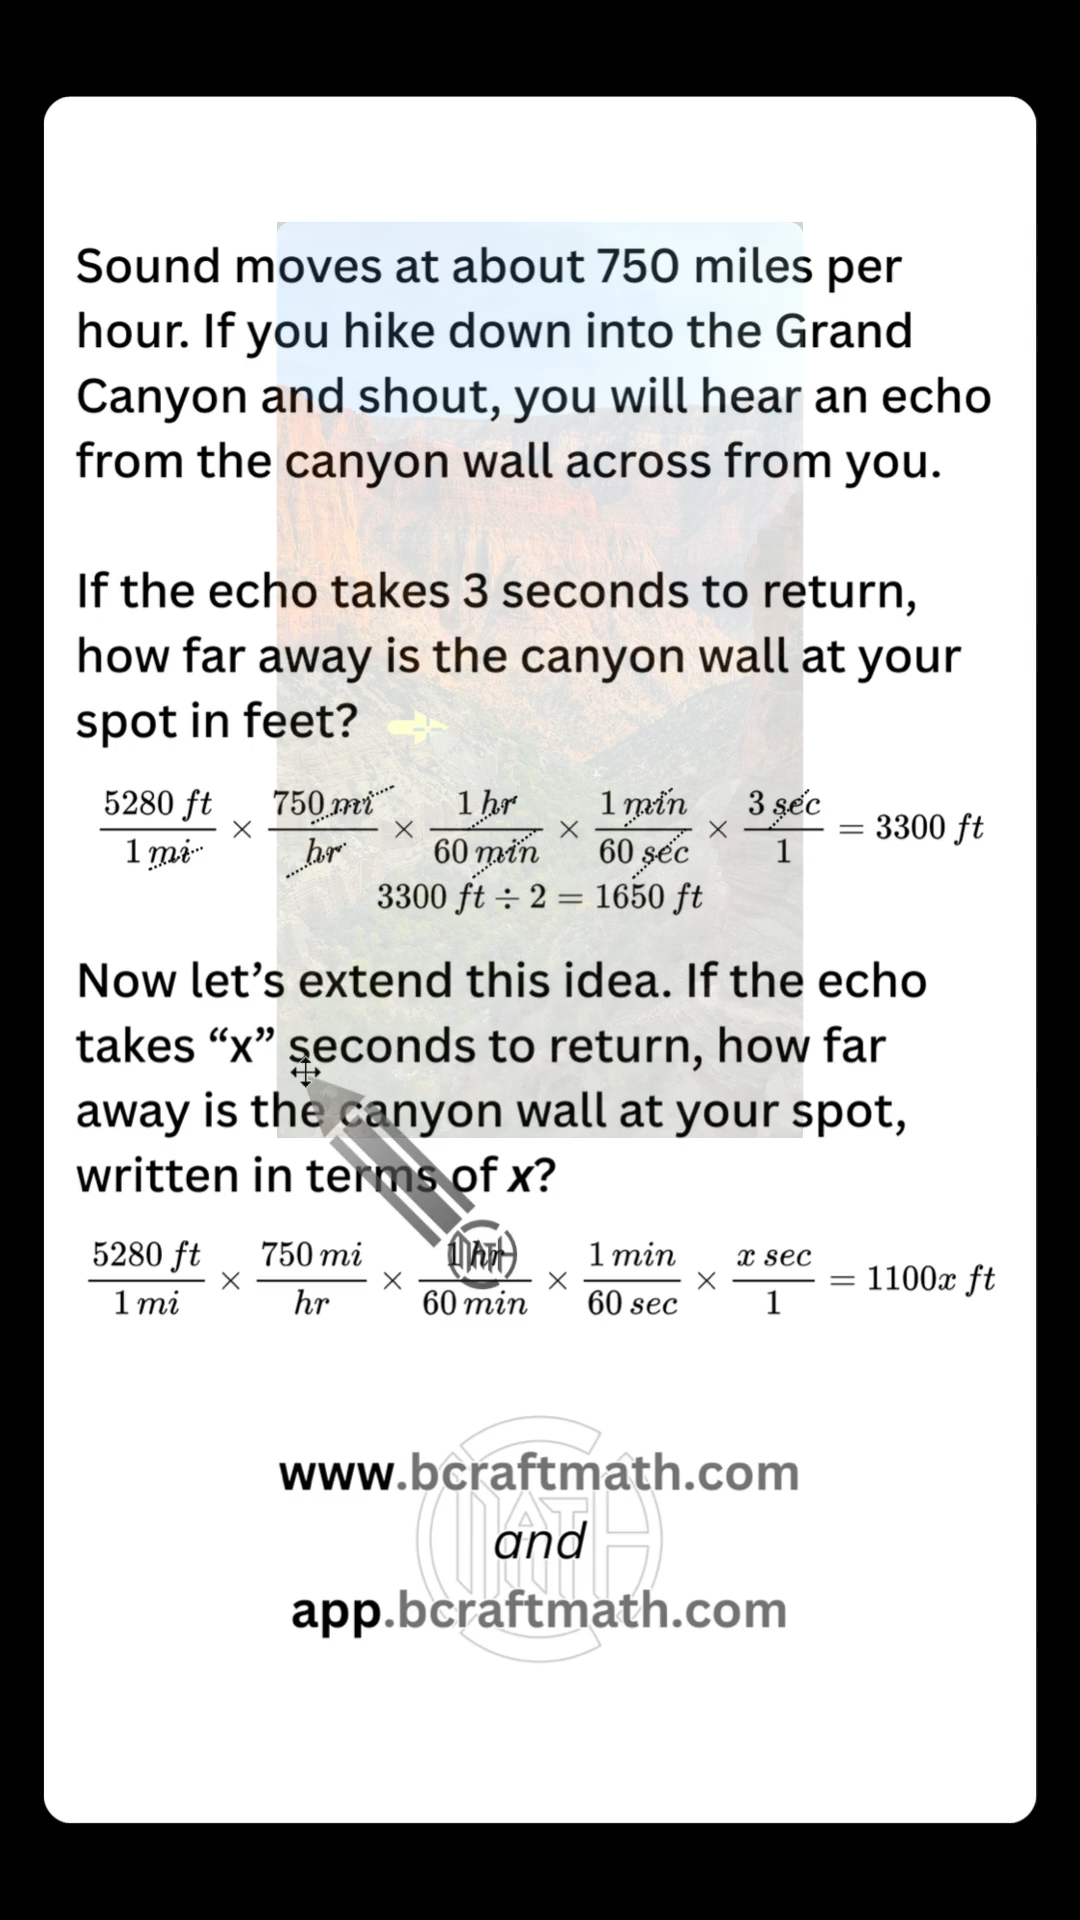 Sound moves at about 750 miles per
hour. If you hike down into the Grand
Canyon and shout, you will hear an echo
from the canyon wall across from you.
If the echo takes 3 seconds to return,
how far away is the canyon wall at your
spot in feet?
5280 ft / 1 mi × 750 mi / hr × 1 hr / 60 min × 1 min / 60 sec × 3 sec / 1 = 3300 ft
3300 ft ÷ 2 = 1650 ft
Now let’s extend this idea. If the echo
takes “x” seconds to return, how far
away is the canyon wall at your spot,
written in terms of x?
5280 ft / 1 mi × 750 mi / hr × 1 hr / 60 min × 1 min / 60 sec × x sec / 1 = 1100x ft
MATH
www.bcraftmath.com
and
app.bcraftmath.com
MATH